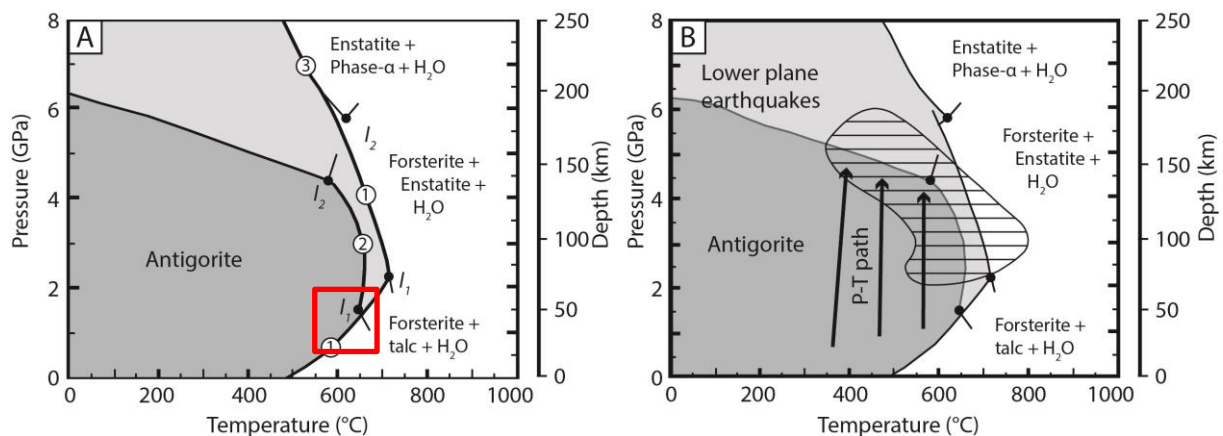 A
8
6
4
2
0
Pressure (GPa)
0
200
400
600
800
1000
Temperature (°C)
250
200
150
100
50
0
Depth (km)
Enstatite +
Phase-α + H₂O
3
I₂
Forsterite +
Enstatite +
H₂O
1
I₂
2
Antigorite
I₁
I₁
Forsterite +
talc + H₂O
1
B
8
6
4
2
0
Pressure (GPa)
0
200
400
600
800
1000
Temperature (°C)
250
200
150
100
50
0
Depth (km)
Enstatite +
Phase-α + H₂O
Lower plane
earthquakes
Forsterite +
Enstatite +
H₂O
Antigorite
P-T path
Forsterite +
talc + H₂O